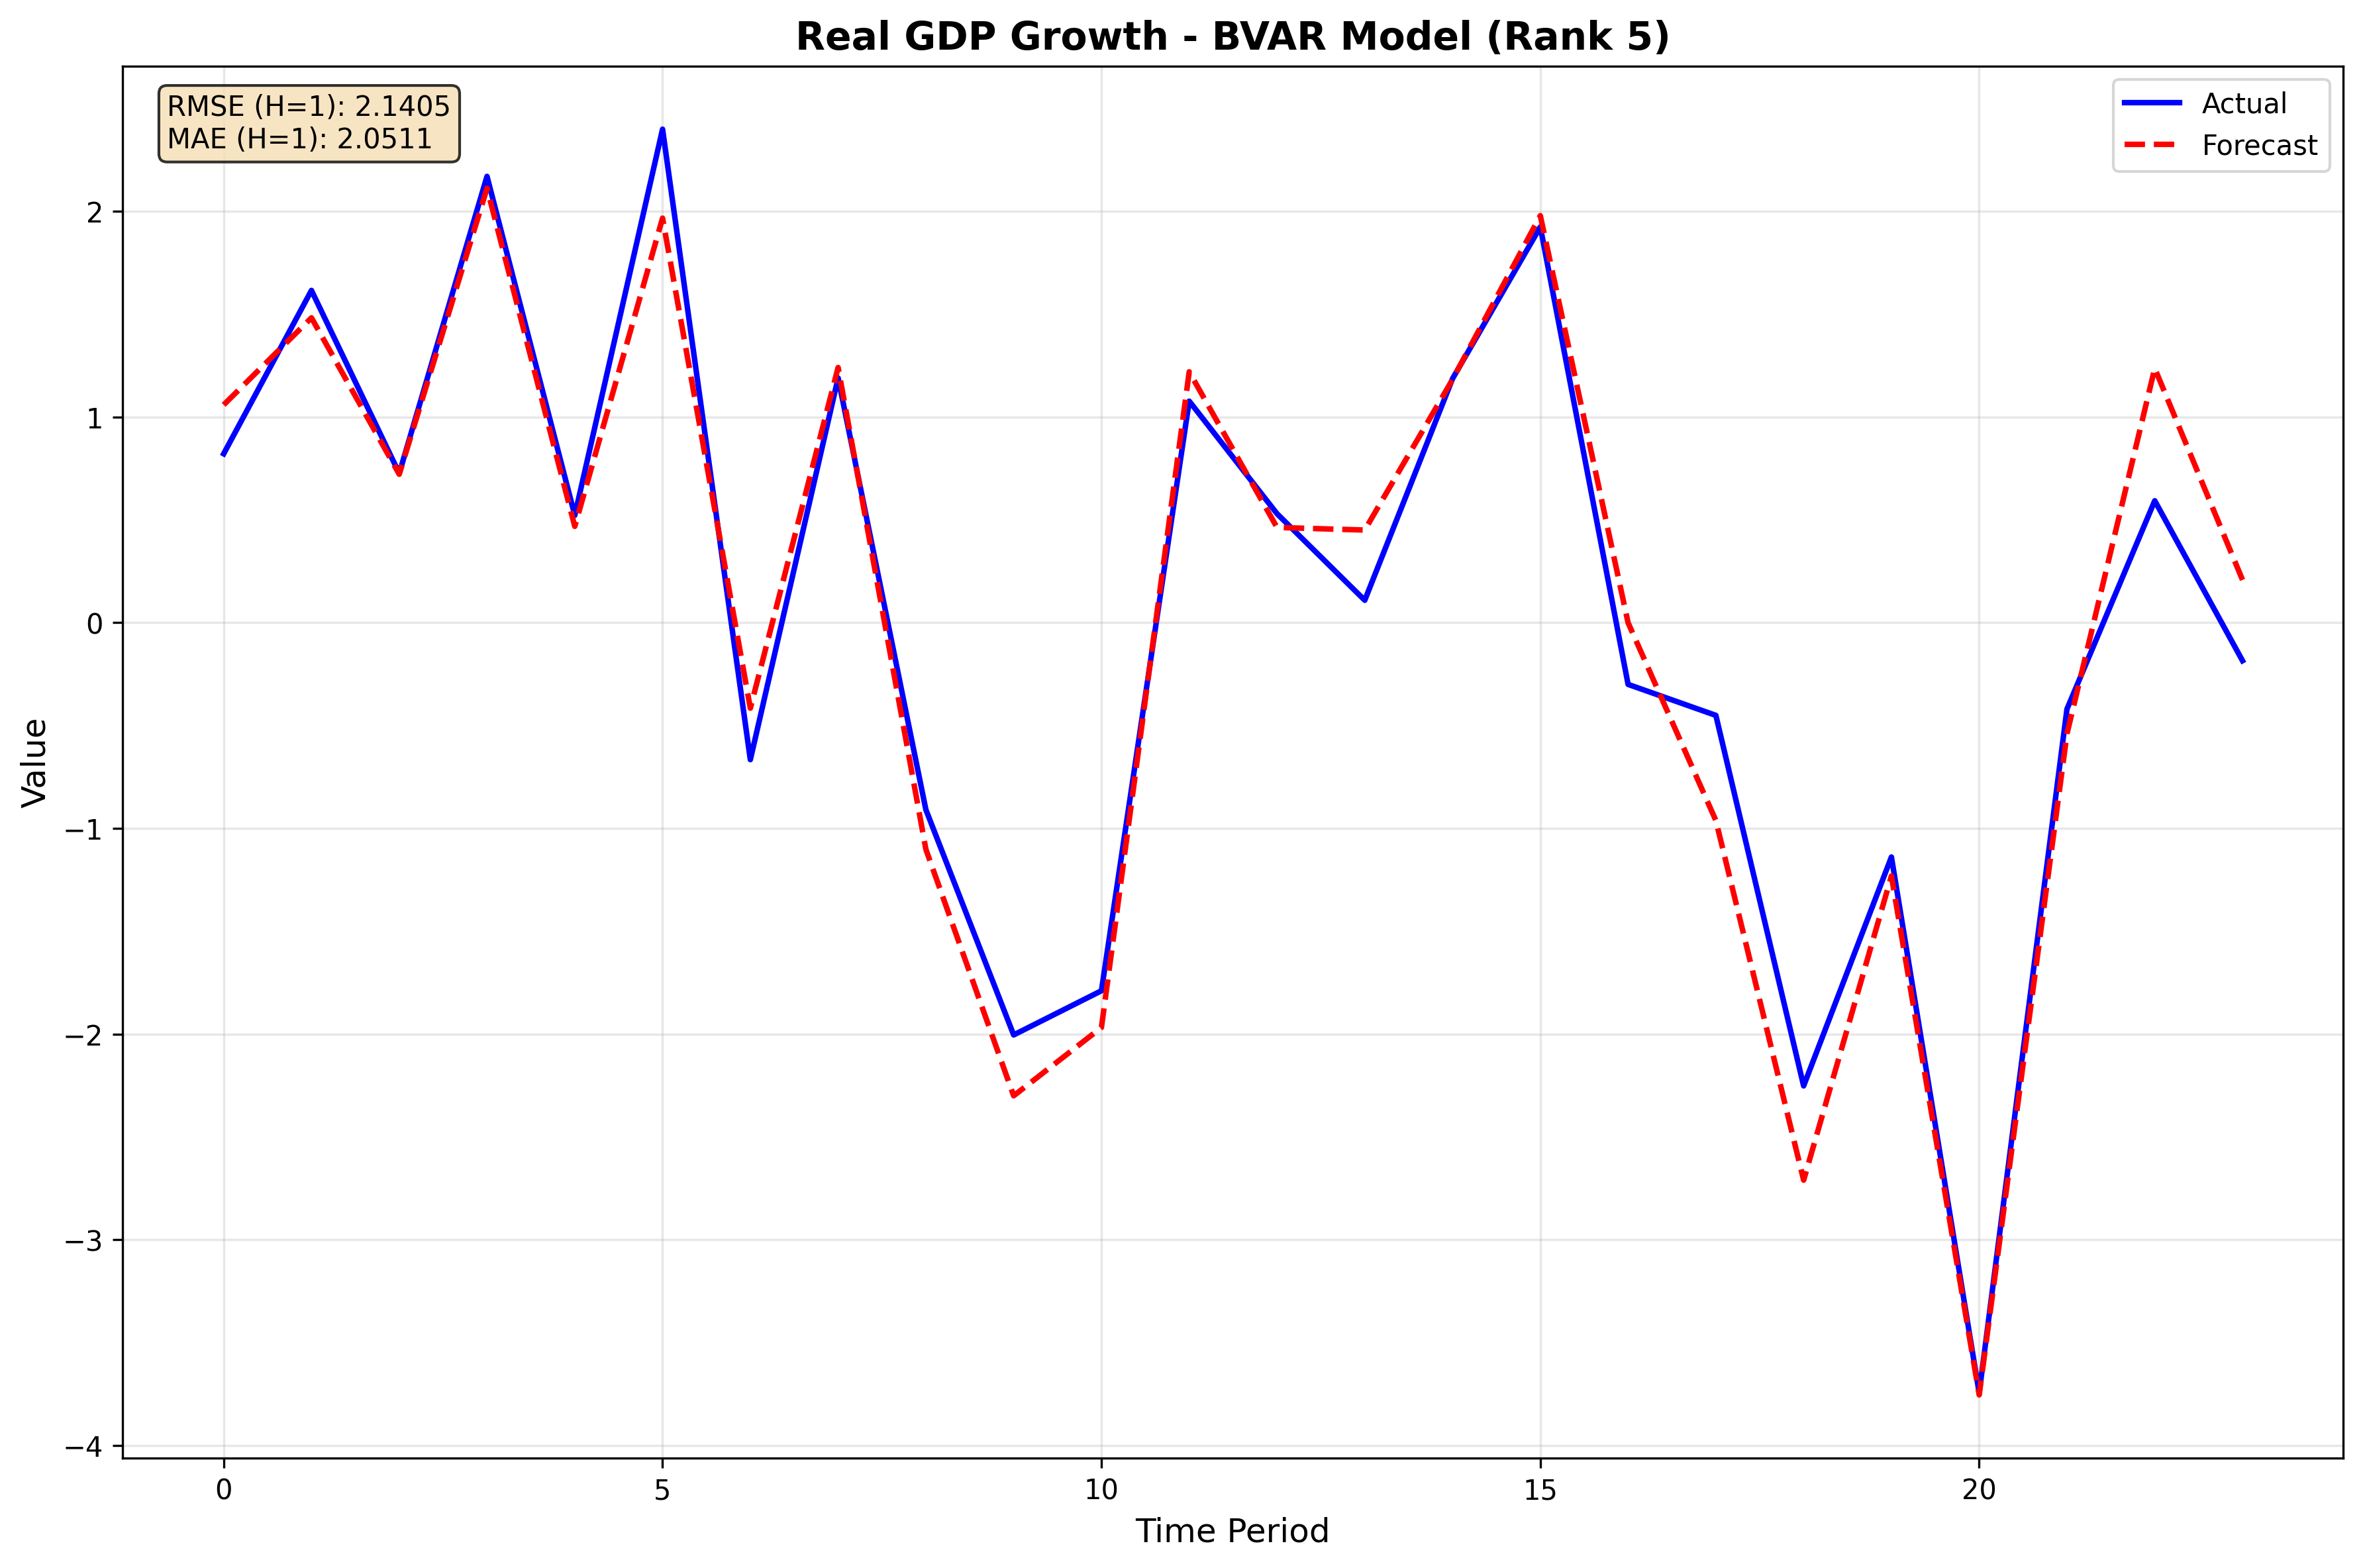 Real GDP Growth - BVAR Model (Rank 5)
RMSE (H=1): 2.1405
MAE (H=1): 2.0511
Actual
Forecast
2
1
0
−1
−2
−3
−4
Value
0
5
10
15
20
Time Period